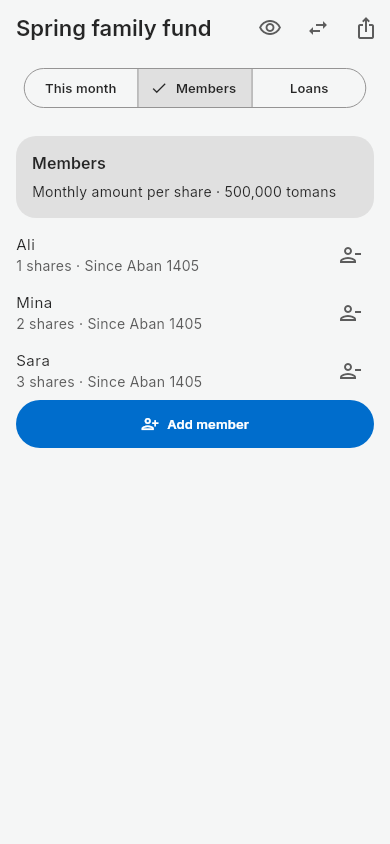 Spring family fund
This month
Members
Loans
Members
Monthly amount per share · 500,000 tomans
Ali
1 shares · Since Aban 1405
Mina
2 shares · Since Aban 1405
Sara
3 shares · Since Aban 1405
Add member